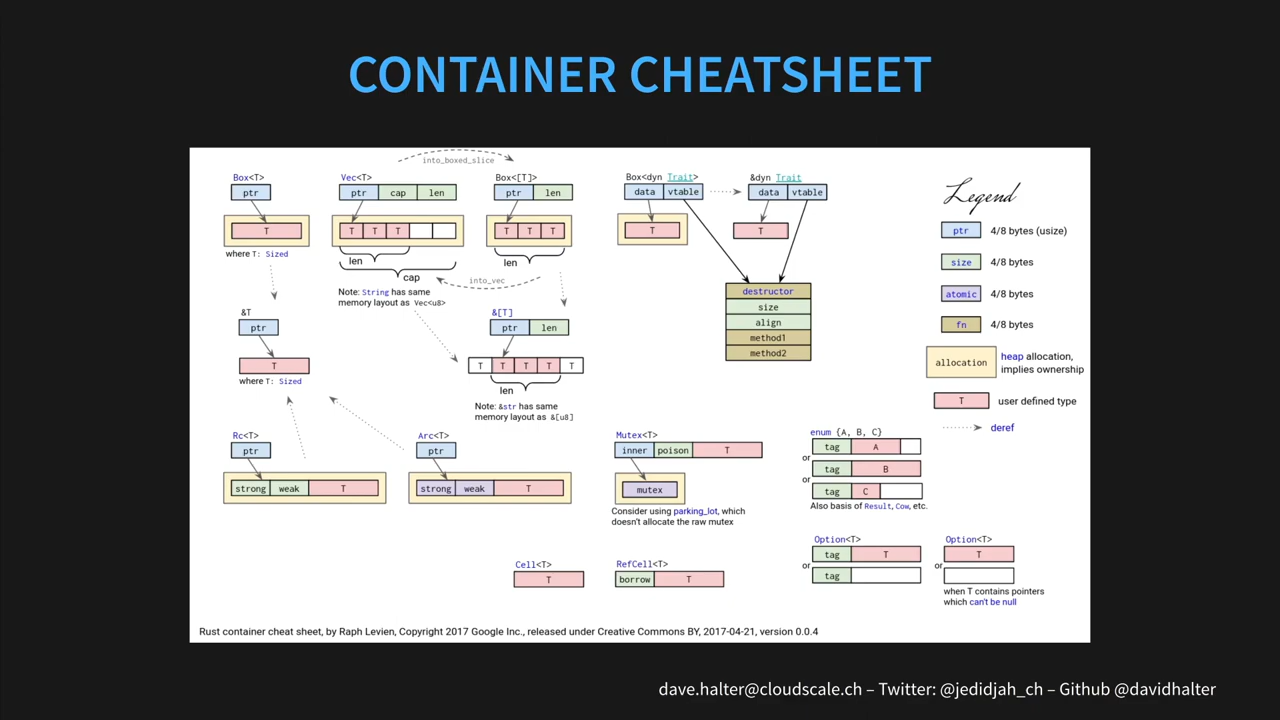 CONTAINER CHEATSHEET
into_boxed_slice
Box<T>
ptr
T
where T: Sized
Vec<T>
ptr cap len
T T T
len
cap
Note: String has same
memory layout as Vec<u8>
Box<[T]>
ptr len
T T T
len
into_vec
Box<dyn Trait>
data vtable
T
&dyn Trait
data vtable
T
destructor
size
align
method1
method2
Legend
ptr 4/8 bytes (usize)
size 4/8 bytes
atomic 4/8 bytes
fn 4/8 bytes
allocation heap allocation,
implies ownership
T user defined type
deref
&T
ptr
T
where T: Sized
&[T]
ptr len
T T T T T
len
Note: &str has same
memory layout as &[u8]
Rc<T>
ptr
strong weak T
Arc<T>
ptr
strong weak T
Mutex<T>
inner poison T
mutex
Consider using parking_lot, which
doesn't allocate the raw mutex
enum {A, B, C}
tag A
or
tag B
or
tag C
Also basis of Result, Cow, etc.
Cell<T>
T
RefCell<T>
borrow T
Option<T>
tag T
or
tag
Option<T>
T
or
when T contains pointers
which can't be null
Rust container cheat sheet, by Raph Levien, Copyright 2017 Google Inc., released under Creative Commons BY, 2017-04-21, version 0.0.4
dave.halter@cloudscale.ch – Twitter: @jedidjah_ch – Github @davidhalter